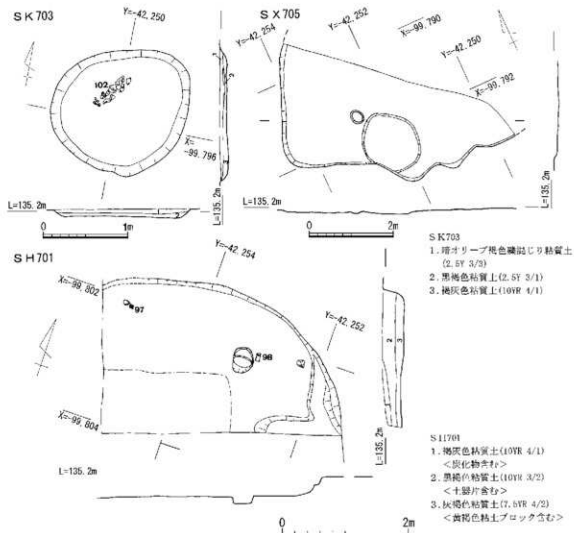 SK703
Y=-42.250
102
X=
-99.796
L=135.2m
L=135.2m
0 1m
SX705
Y=-42.254
Y=-42.252
X=-99.790
Y=-42.250
X=-99.792
L=135.2m
L=135.2m
0 2m
SK703
1. 暗オリーブ褐色礫混じり粘質土
(2.5Y 3/3)
2. 黒褐色粘質土(2.5Y 3/1)
3. 褐灰色粘質土(10YR 4/1)
SH701
Y=-42.254
X=-99.802
Y=-42.252
97
98
X=-99.804
2
3
L=135.2m
L=135.2m
0 2m
SH701
1. 褐灰色粘質土(10YR 4/1)
<炭化物含む>
2. 黒褐色粘質土(10YR 3/2)
<土器片含む>
3. 灰褐色粘質土(7.5YR 4/2)
<黄褐色粘土ブロック含む>